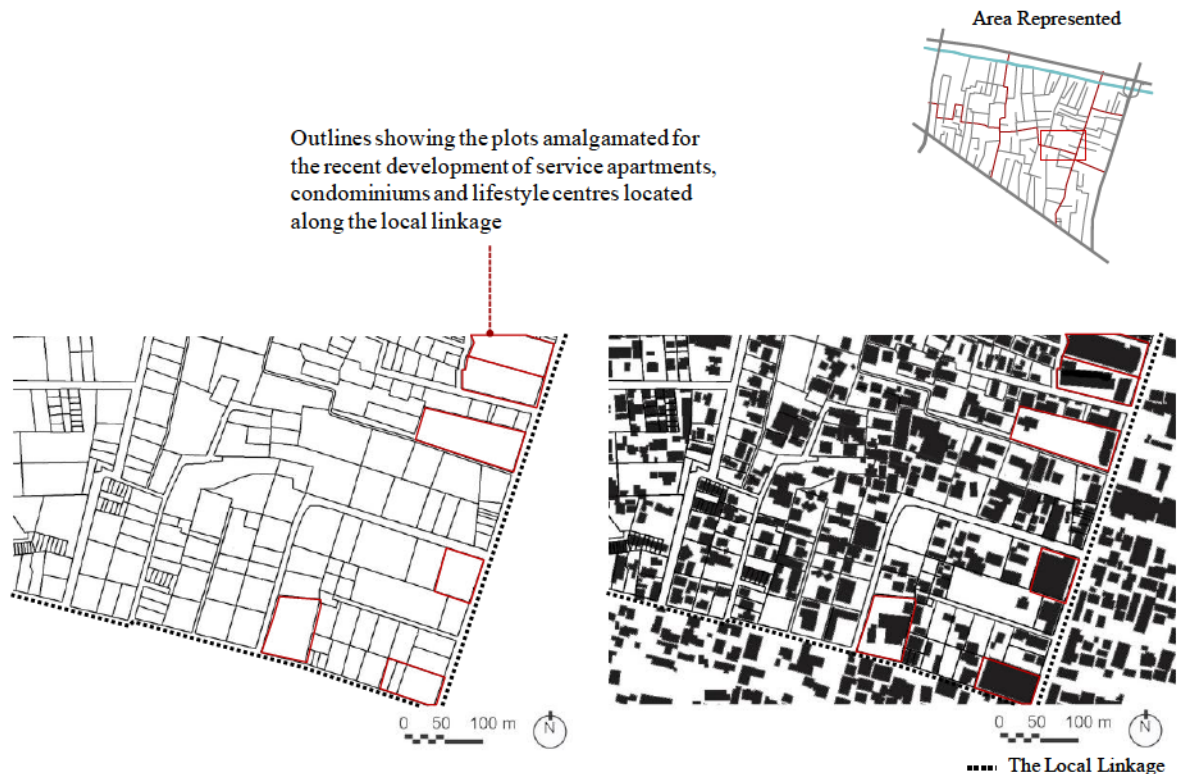 Area Represented
Outlines showing the plots amalgamated for
the recent development of service apartments,
condominiums and lifestyle centres located
along the local linkage
0 50 100 m
N
0 50 100 m
N
The Local Linkage